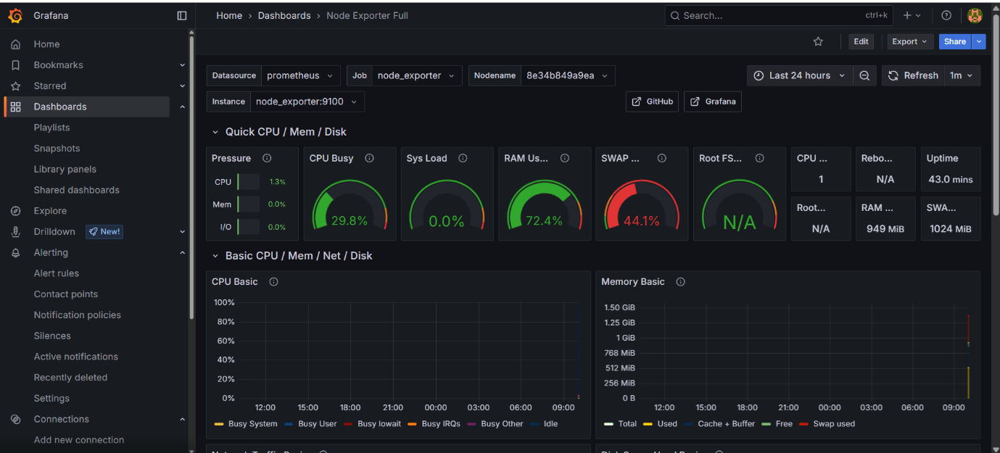 Grafana
Home › Dashboards › Node Exporter Full
Search...
ctrl+k
Edit
Export
Share
Home
Bookmarks
Starred
Dashboards
Playlists
Snapshots
Library panels
Shared dashboards
Explore
Drilldown New!
Alerting
Alert rules
Contact points
Notification policies
Silences
Active notifications
Recently deleted
Settings
Connections
Add new connection
Datasource prometheus
Job node_exporter
Nodename 8e34b849a9ea
Last 24 hours
Refresh 1m
Instance node_exporter:9100
GitHub
Grafana
Quick CPU / Mem / Disk
Pressure
CPU 1.3%
Mem 0.0%
I/O 0.0%
CPU Busy
29.8%
Sys Load
0.0%
RAM Us...
72.4%
SWAP ...
44.1%
Root FS...
N/A
CPU ...
1
Rebo...
N/A
Uptime
43.0 mins
Root...
N/A
RAM ...
949 MiB
SWA...
1024 MiB
Basic CPU / Mem / Net / Disk
CPU Basic
100%
80%
60%
40%
20%
0%
12:00 15:00 18:00 21:00 00:00 03:00 06:00 09:00
Busy System Busy User Busy Iowait Busy IRQs Busy Other Idle
Memory Basic
1.50 GiB
1.25 GiB
1 GiB
768 MiB
512 MiB
256 MiB
0 B
12:00 15:00 18:00 21:00 00:00 03:00 06:00 09:00
Total Used Cache + Buffer Free Swap used